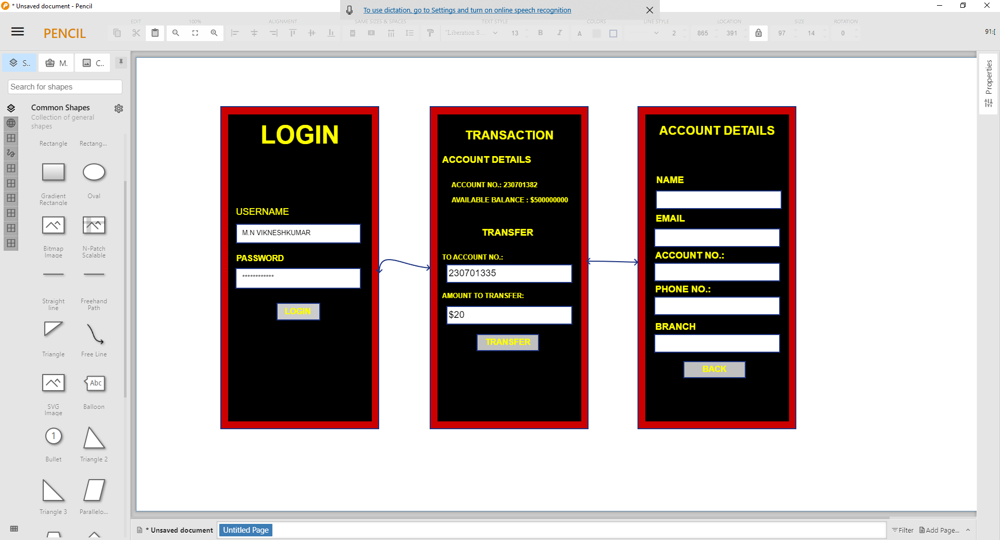 * Unsaved document - Pencil
To use dictation, go to Settings and turn on online speech recognition
PENCIL
EDIT
100%
ALIGNMENT
SAME SIZES & SPACES
TEXT STYLE
COLORS
LINE STYLE
LOCATION
SIZE
ROTATION
"Liberation S...
13
B
I
A
2
865
391
97
14
0
91:[
S..
M.
C..
Search for shapes
Common Shapes
Collection of general
shapes
Rectangle
Rectang...
Gradient
Rectangle
Oval
Bitmap
Image
N-Patch
Scalable
Straight
line
Freehand
Path
Triangle
Free Line
Abc
SVG
Image
Balloon
1
Bullet
Triangle 2
Triangle 3
Parallelo...
LOGIN
USERNAME
M.N VIKNESHKUMAR
PASSWORD
************
LOGIN
TRANSACTION
ACCOUNT DETAILS
ACCOUNT NO.: 230701382
AVAILABLE BALANCE : $500000000
TRANSFER
TO ACCOUNT NO.:
230701335
AMOUNT TO TRANSFER:
$20
TRANSFER
ACCOUNT DETAILS
NAME
EMAIL
ACCOUNT NO.:
PHONE NO.:
BRANCH
BACK
Properties
* Unsaved document
Untitled Page
Filter
Add Page...